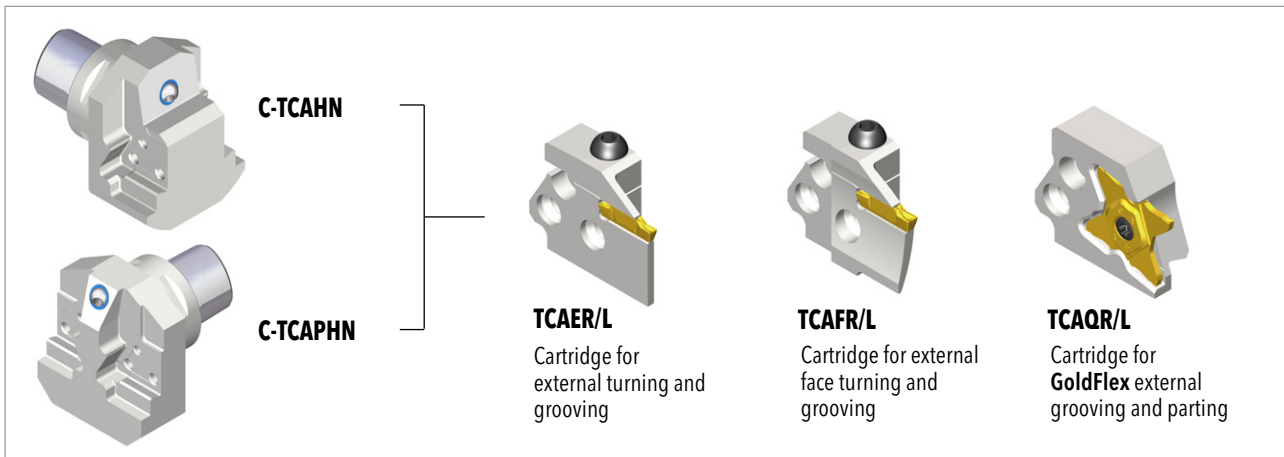 C-TCAHN
C-TCAPHN
TCAER/L
Cartridge for
external turning and
grooving
TCAFR/L
Cartridge for external
face turning and
grooving
TCAQR/L
Cartridge for
GoldFlex external
grooving and parting